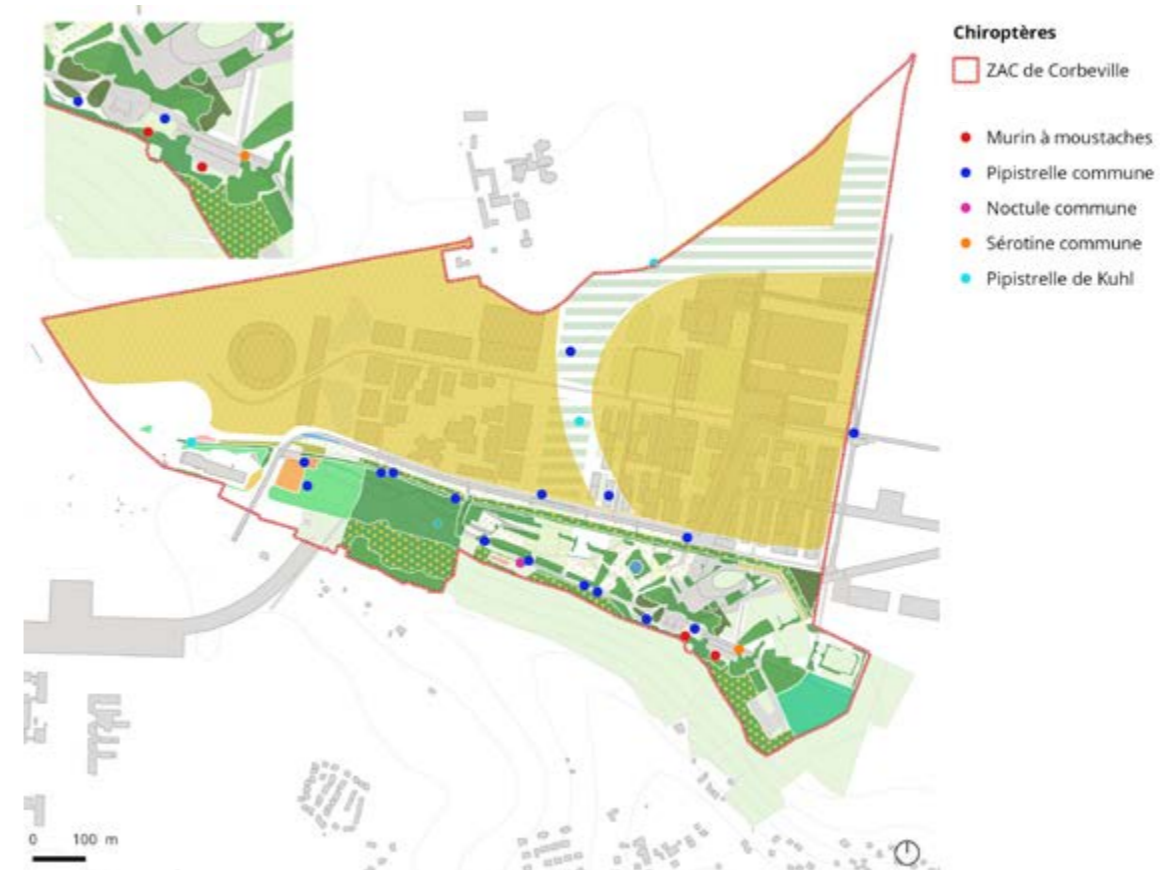 Chiroptères
ZAC de Corbeville
Murin à moustaches
Pipistrelle commune
Noctule commune
Sérotine commune
Pipistrelle de Kuhl
0 100 m